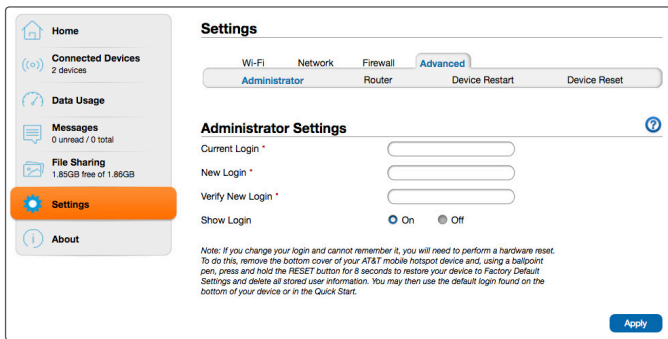 Home
Connected Devices
2 devices
Data Usage
Messages
0 unread / 0 total
File Sharing
1.85GB free of 1.86GB
Settings
About
Settings
Wi-Fi Network Firewall Advanced
Administrator Router Device Restart Device Reset
Administrator Settings
?
Current Login *
New Login *
Verify New Login *
Show Login On Off
Note: If you change your login and cannot remember it, you will need to perform a hardware reset.
To do this, remove the bottom cover of your AT&T mobile hotspot device and, using a ballpoint
pen, press and hold the RESET button for 8 seconds to restore your device to Factory Default
Settings and delete all stored user information. You may then use the default login found on the
bottom of your device or in the Quick Start.
Apply